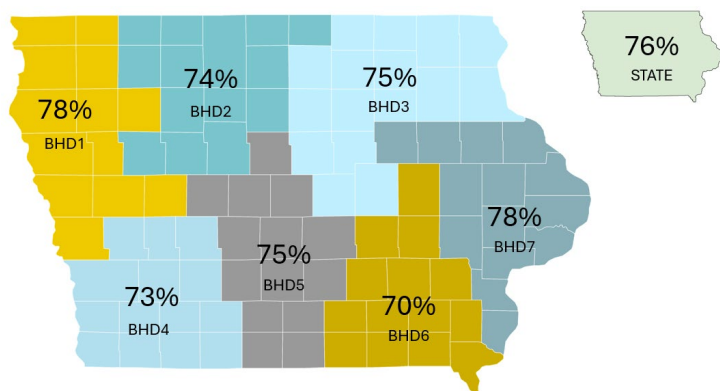 76%
STATE
74%
BHD2
75%
BHD3
78%
BHD1
78%
BHD7
75%
BHD5
73%
BHD4
70%
BHD6